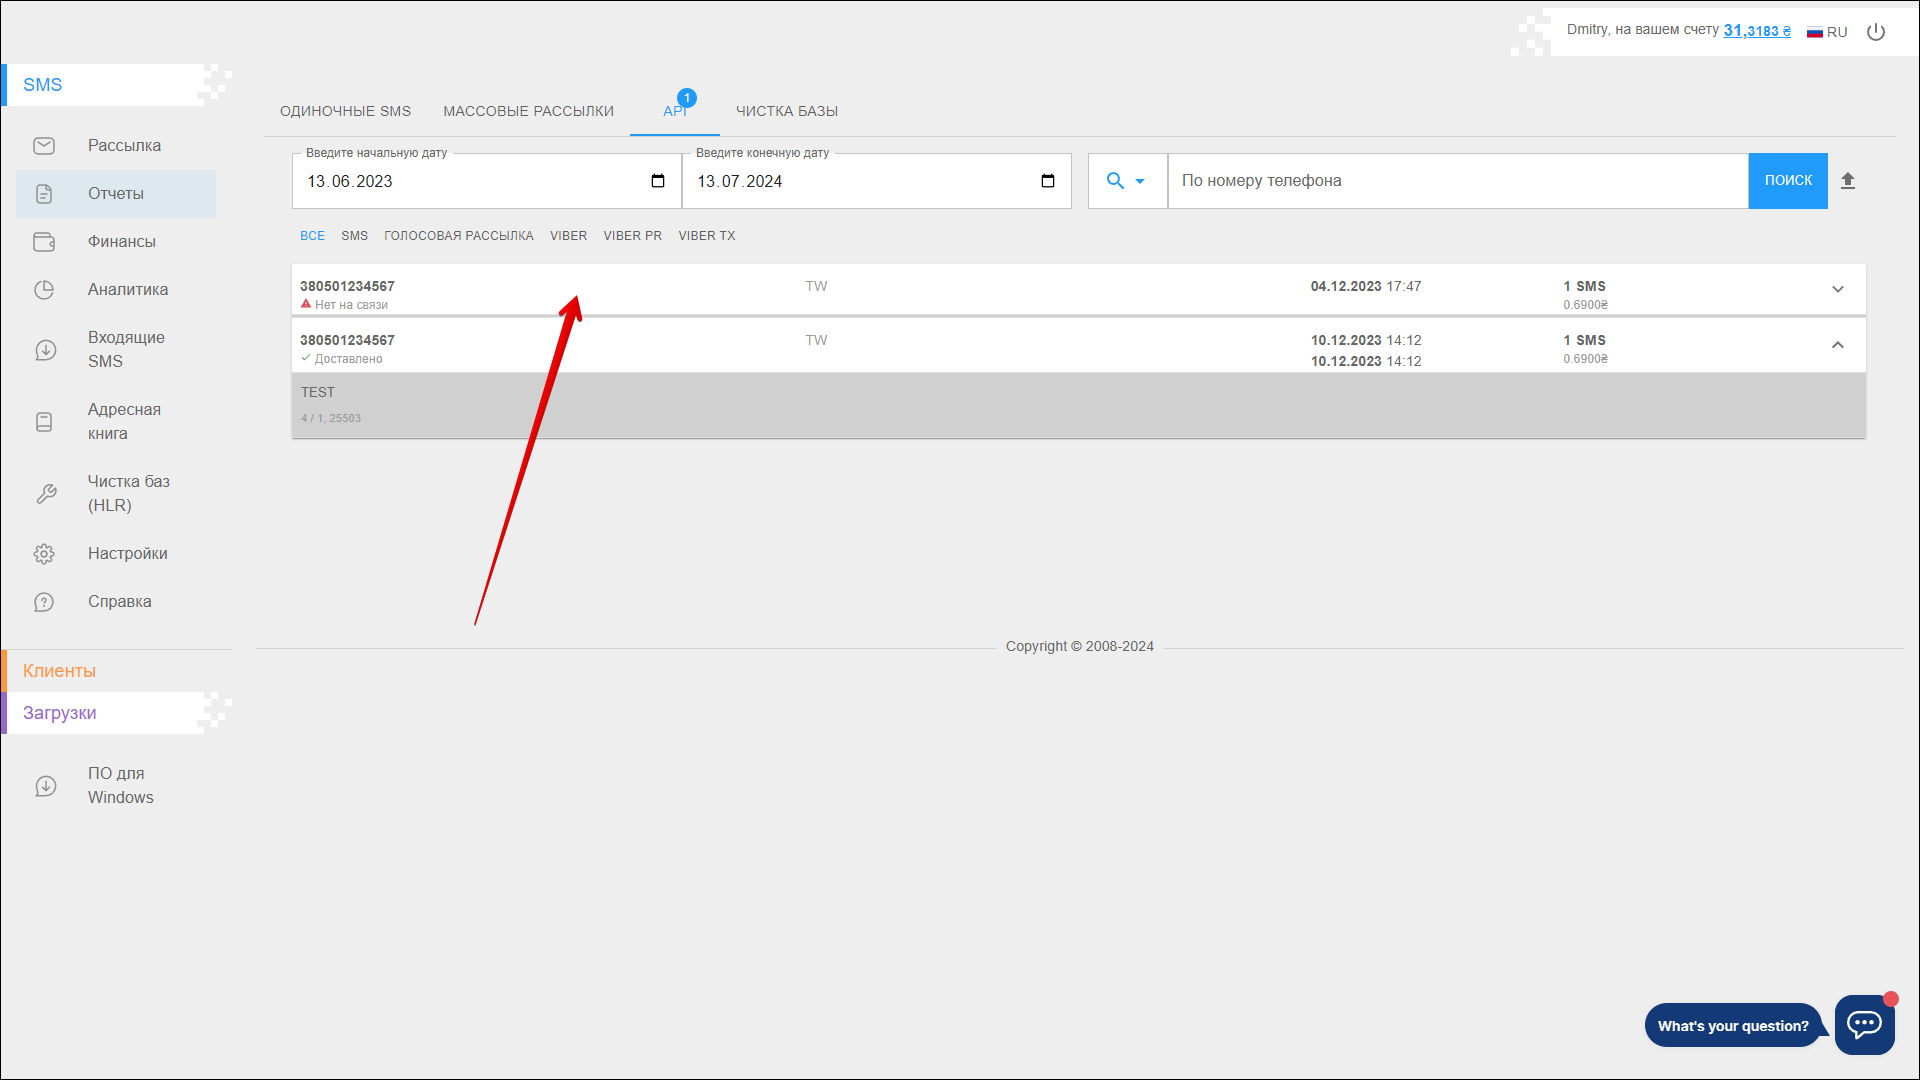 Dmitry, на вашем счету 31,3183 ₴ RU
SMS
Рассылка
Отчеты
Финансы
Аналитика
Входящие
SMS
Адресная
книга
Чистка баз
(HLR)
Настройки
Справка
Клиенты
Загрузки
ПО для
Windows
ОДИНОЧНЫЕ SMS МАССОВЫЕ РАССЫЛКИ API 1 ЧИСТКА БАЗЫ
Введите начальную дату Введите конечную дату
13.06.2023 13.07.2024 По номеру телефона ПОИСК
ВСЕ SMS ГОЛОСОВАЯ РАССЫЛКА VIBER VIBER PR VIBER TX
380501234567 TW 04.12.2023 17:47 1 SMS
Нет на связи 0.6900₴
380501234567 TW 10.12.2023 14:12 1 SMS
Доставлено 10.12.2023 14:12 0.6900₴
TEST
4 / 1, 25503
Copyright © 2008-2024
What's your question?